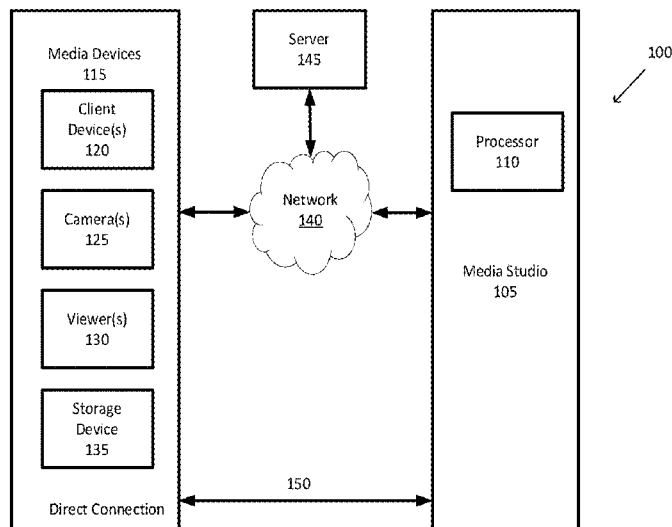 Media Devices
115
Client
Device(s)
120
Camera(s)
125
Viewer(s)
130
Storage
Device
135
Direct Connection
Server
145
Network
140
150
Processor
110
Media Studio
105
100